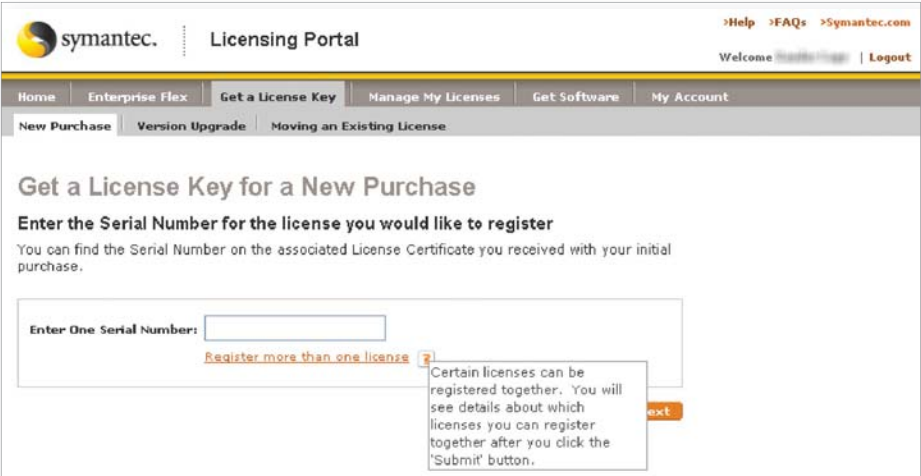 symantec.
Licensing Portal
>Help >FAQs >Symantec.com
Welcome | Logout
Home Enterprise Flex Get a License Key Manage My Licenses Get Software My Account
New Purchase Version Upgrade Moving an Existing License
Get a License Key for a New Purchase
Enter the Serial Number for the license you would like to register
You can find the Serial Number on the associated License Certificate you received with your initial
purchase.
Enter One Serial Number:
Register more than one license ?
Certain licenses can be
registered together. You will
see details about which
licenses you can register
together after you click the
'Submit' button.
ext